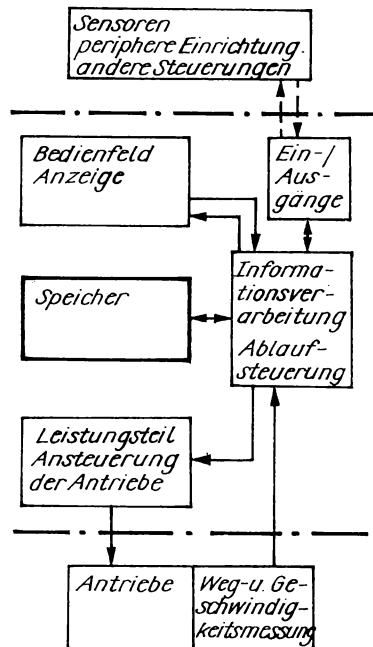 Sensoren
periphere Einrichtung.
andere Steuerungen
Bedienfeld
Anzeige
Ein-/
Aus-
gänge
Informa-
tionsver-
arbeitung
Ablauf-
steuerung
Speicher
Leistungsteil
Ansteuerung
der Antriebe
Antriebe
Weg-u. Ge-
schwindig-
keitsmessung